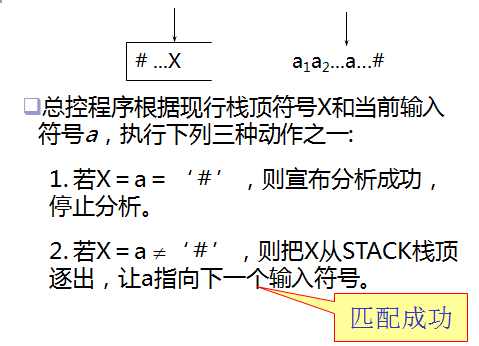 # ...X a₁a₂...a...#
❑总控程序根据现行栈顶符号X和当前输入
符号a，执行下列三种动作之一:
1. 若X＝a＝‘＃’，则宣布分析成功，
停止分析。
2. 若X＝a ≠‘＃’，则把X从STACK栈顶
逐出，让a指向下一个输入符号。
匹配成功